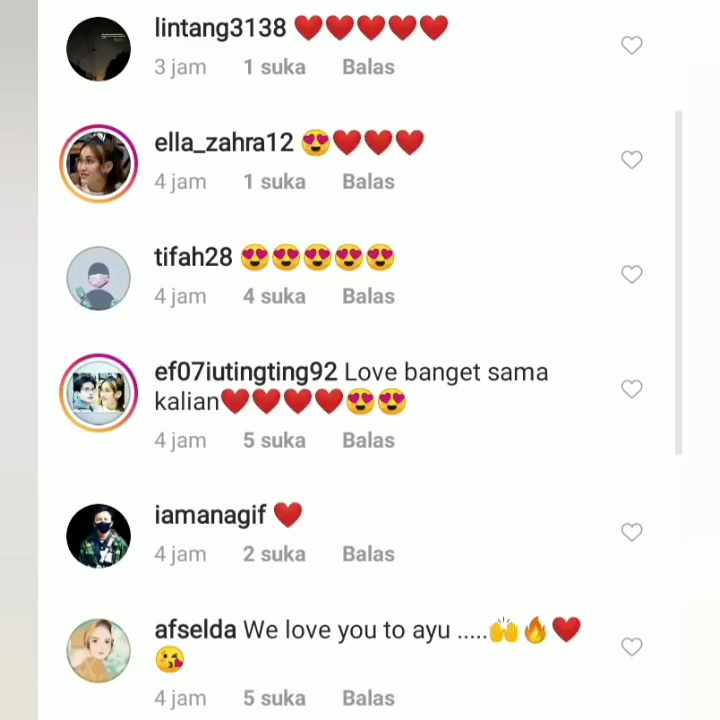 lintang3138 ❤️❤️❤️❤️❤️
3 jam 1 suka Balas
ella_zahra12 😍❤️❤️❤️
4 jam 1 suka Balas
tifah28 😍😍😍😍😍
4 jam 4 suka Balas
ef07iutingting92 Love banget sama
kalian❤️❤️❤️❤️😍😍
4 jam 5 suka Balas
iamanagif ❤️
4 jam 2 suka Balas
afselda We love you to ayu .....🙌🔥❤️
😘
4 jam 5 suka Balas